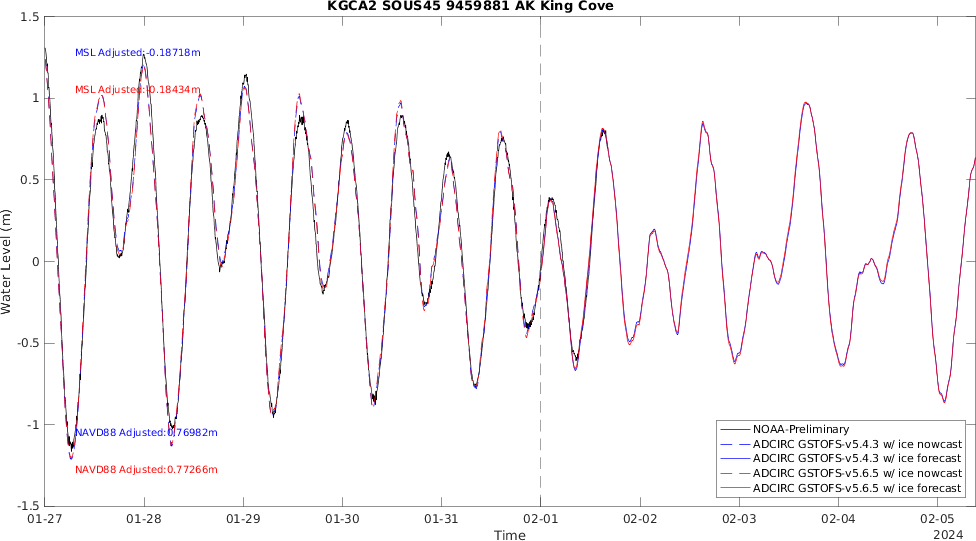 KGCA2 SOUS45 9459881 AK King Cove
1.5
1
0.5
0
-0.5
-1
-1.5
Water Level (m)
MSL Adjusted:-0.18718m
MSL Adjusted:-0.18434m
NAVD88 Adjusted:0.76982m
NAVD88 Adjusted:0.77266m
NOAA-Preliminary
ADCIRC GSTOFS-v5.4.3 w/ ice nowcast
ADCIRC GSTOFS-v5.4.3 w/ ice forecast
ADCIRC GSTOFS-v5.6.5 w/ ice nowcast
ADCIRC GSTOFS-v5.6.5 w/ ice forecast
01-27 01-28 01-29 01-30 01-31 02-01 02-02 02-03 02-04 02-05
Time
2024